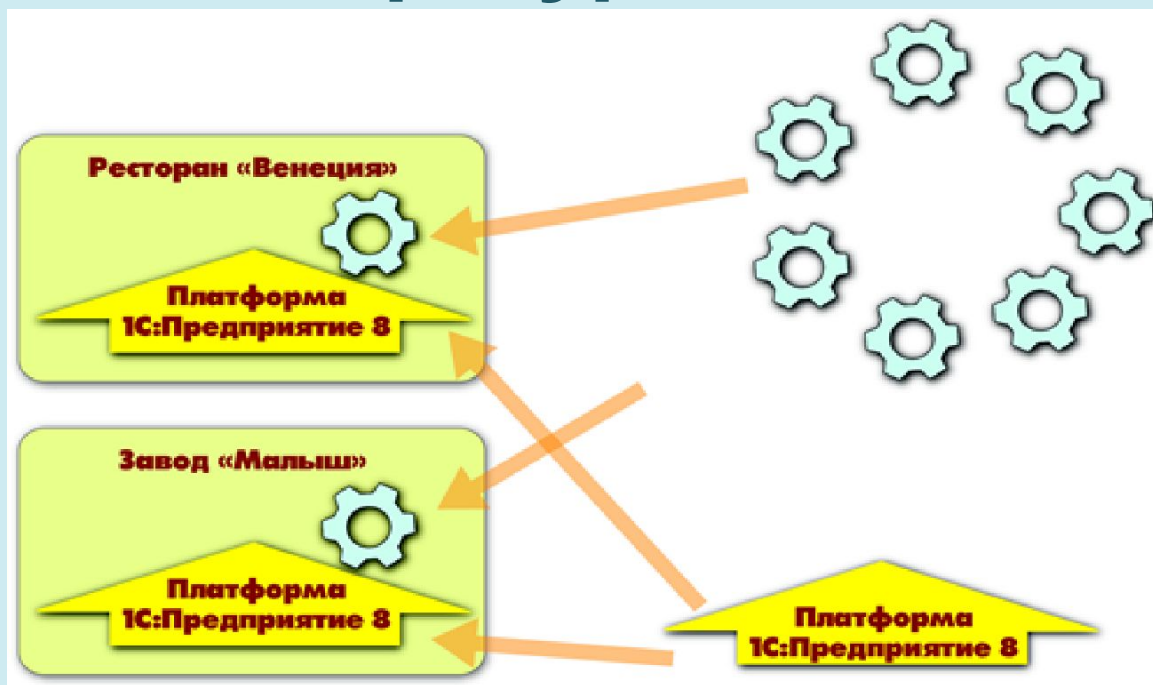 Ресторан «Венеция»
Платформа
1С:Предприятие 8
Завод «Малыш»
Платформа
1С:Предприятие 8
Платформа
1С:Предприятие 8